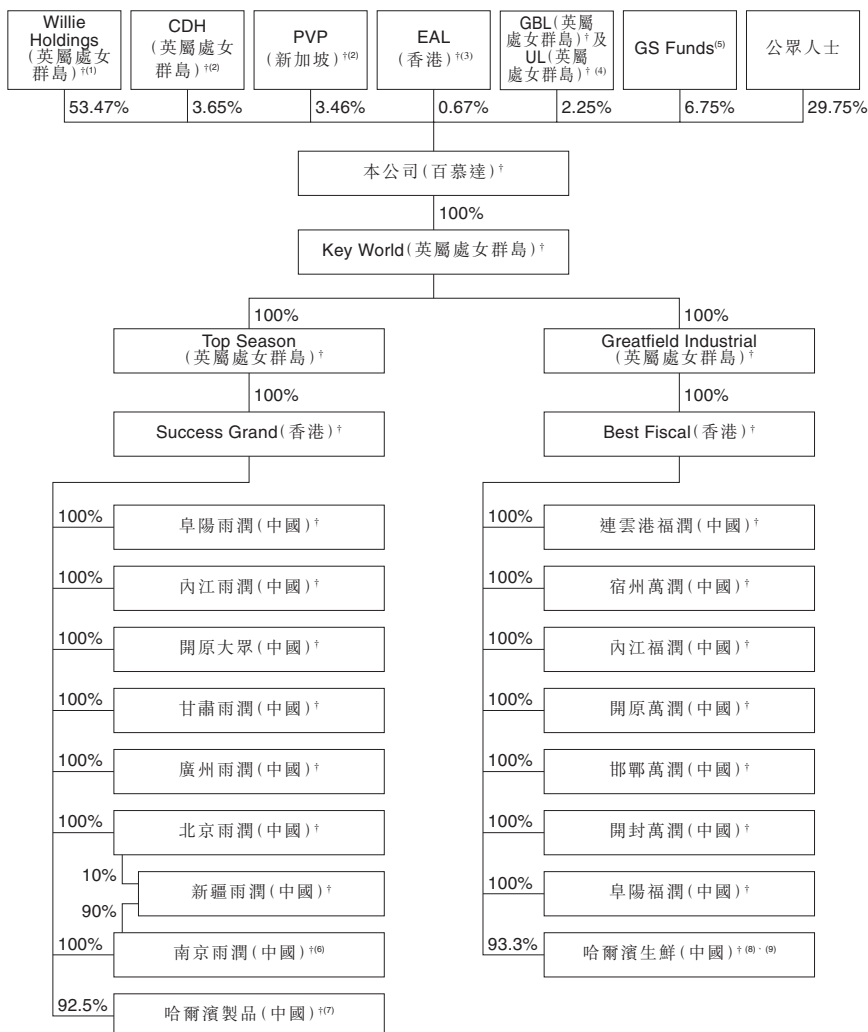 Willie
Holdings
(英屬處女
群島)†(1)
CDH
(英屬處女
群島)†(2)
PVP
(新加坡)†(2)
EAL
(香港)†(3)
GBL(英屬
處女群島)†及
UL(英屬
處女群島)†(4)
GS Funds(5)
公眾人士
53.47%
3.65%
3.46%
0.67%
2.25%
6.75%
29.75%
本公司(百慕達)†
100%
Key World(英屬處女群島)†
100%
100%
Top Season
(英屬處女群島)†
Greatfield Industrial
(英屬處女群島)†
100%
100%
Success Grand(香港)†
Best Fiscal(香港)†
100%
阜陽雨潤(中國)†
100%
內江雨潤(中國)†
100%
開原大眾(中國)†
100%
甘肅雨潤(中國)†
100%
廣州雨潤(中國)†
100%
北京雨潤(中國)†
10%
新疆雨潤(中國)†
90%
100%
南京雨潤(中國)†(6)
92.5%
哈爾濱製品(中國)†(7)
100%
連雲港福潤(中國)†
100%
宿州萬潤(中國)†
100%
內江福潤(中國)†
100%
開原萬潤(中國)†
100%
邯鄲萬潤(中國)†
100%
開封萬潤(中國)†
100%
阜陽福潤(中國)†
93.3%
哈爾濱生鮮(中國)†(8)、(9)